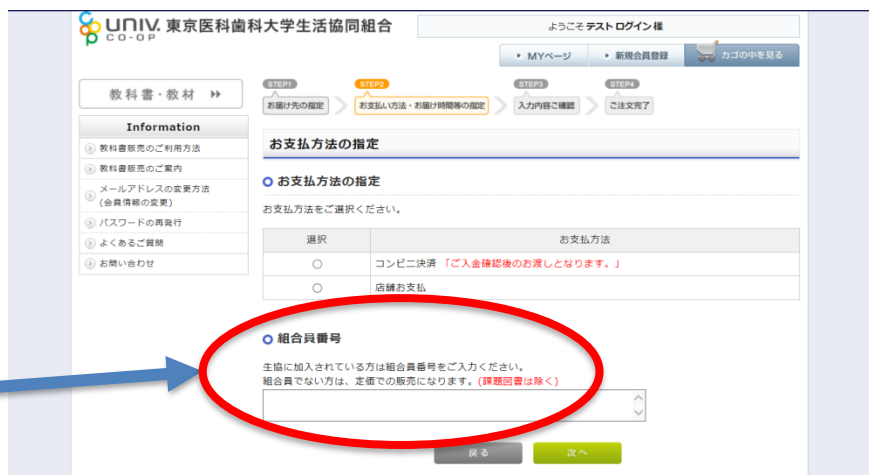 UNIV. CO-OP 東京医科歯科大学生活協同組合
ようこそ テスト ログイン 様
MYページ
新規会員登録
カゴの中を見る
教科書・教材
STEP1
お届け先の指定
STEP2
お支払い方法・お届け時間等の指定
STEP3
入力内容ご確認
STEP4
ご注文完了
Information
教科書販売のご利用方法
教科書販売のご案内
メールアドレスの変更方法
(会員情報の変更)
パスワードの再発行
よくあるご質問
お問い合わせ
お支払方法の指定
お支払方法の指定
お支払方法をご選択ください。
選択 お支払方法
コンビニ決済 「ご入金確認後のお渡しとなります。」
店舗お支払
組合員番号
生協に加入されている方は組合員番号をご入力ください。
組合員でない方は、定価での販売になります。(課題図書は除く)
戻る
次へ